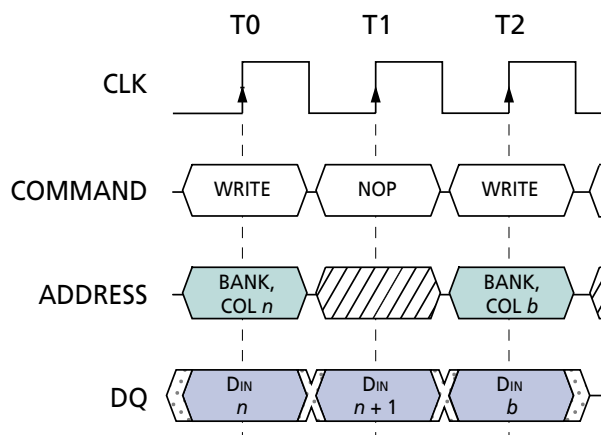 T0 T1 T2
CLK
COMMAND WRITE NOP WRITE
ADDRESS BANK, COL n BANK, COL b
DQ DIN n DIN n + 1 DIN b